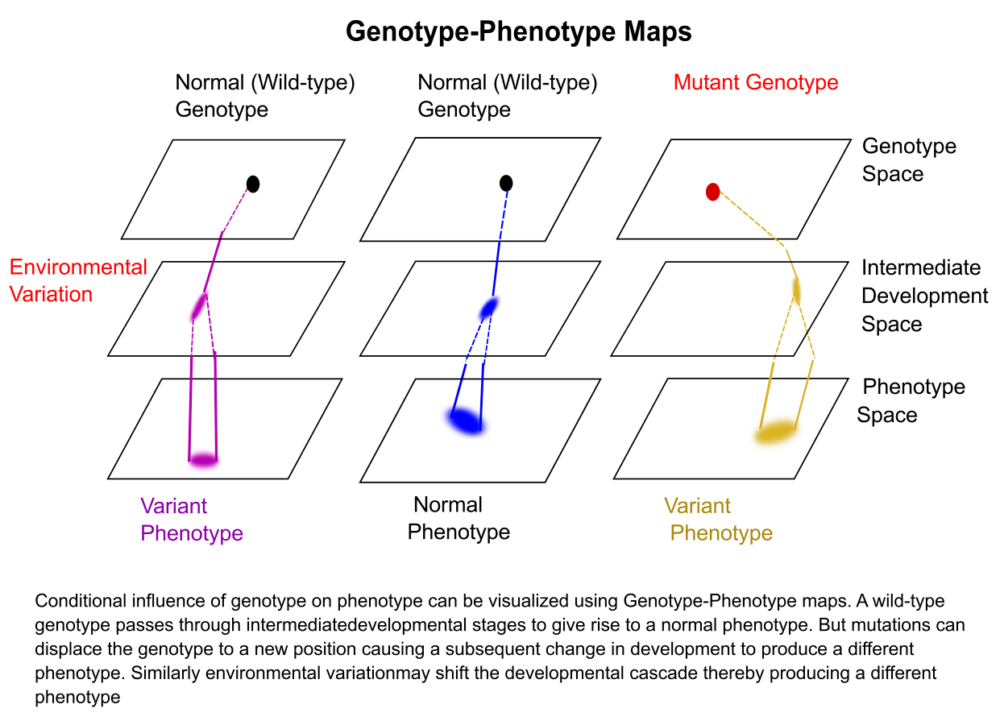 Genotype-Phenotype Maps
Normal (Wild-type)
Genotype
Normal (Wild-type)
Genotype
Mutant Genotype
Genotype
Space
Environmental
Variation
Intermediate
Development
Space
Phenotype
Space
Variant
Phenotype
Normal
Phenotype
Variant
Phenotype
Conditional influence of genotype on phenotype can be visualized using Genotype-Phenotype maps. A wild-type
genotype passes through intermediatedevelopmental stages to give rise to a normal phenotype. But mutations can
displace the genotype to a new position causing a subsequent change in development to produce a different
phenotype. Similarly environmental variationmay shift the developmental cascade thereby producing a different
phenotype